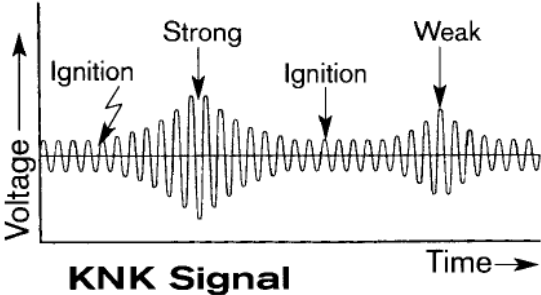 Strong
Weak
Ignition
Ignition
Voltage
Time
KNK Signal